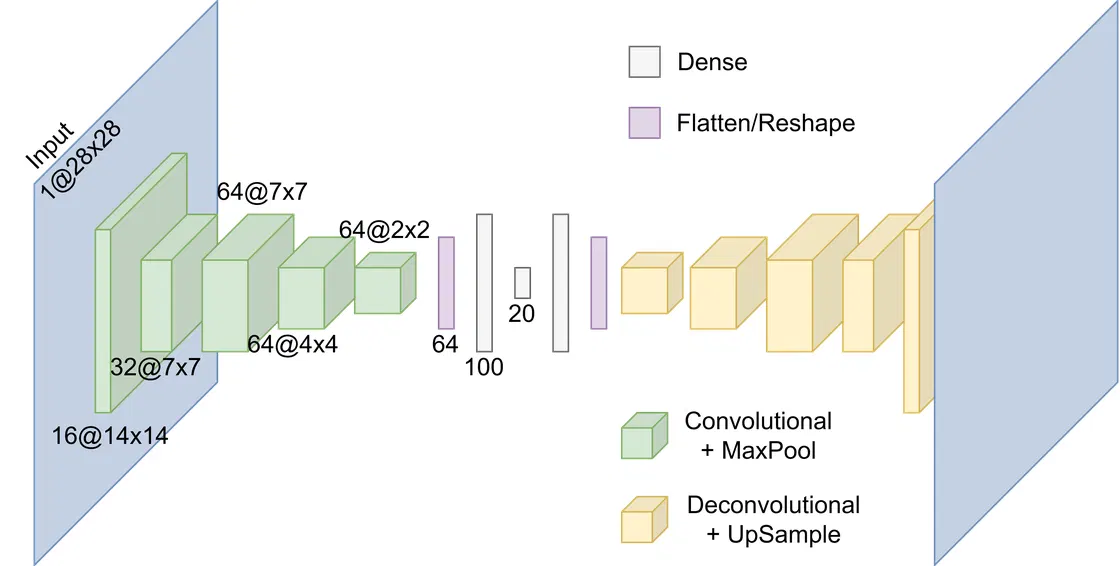 Input
1@28x28
64@7x7
64@2x2
32@7x7
64@4x4
16@14x14
64
100
20
Dense
Flatten/Reshape
Convolutional
+ MaxPool
Deconvolutional
+ UpSample